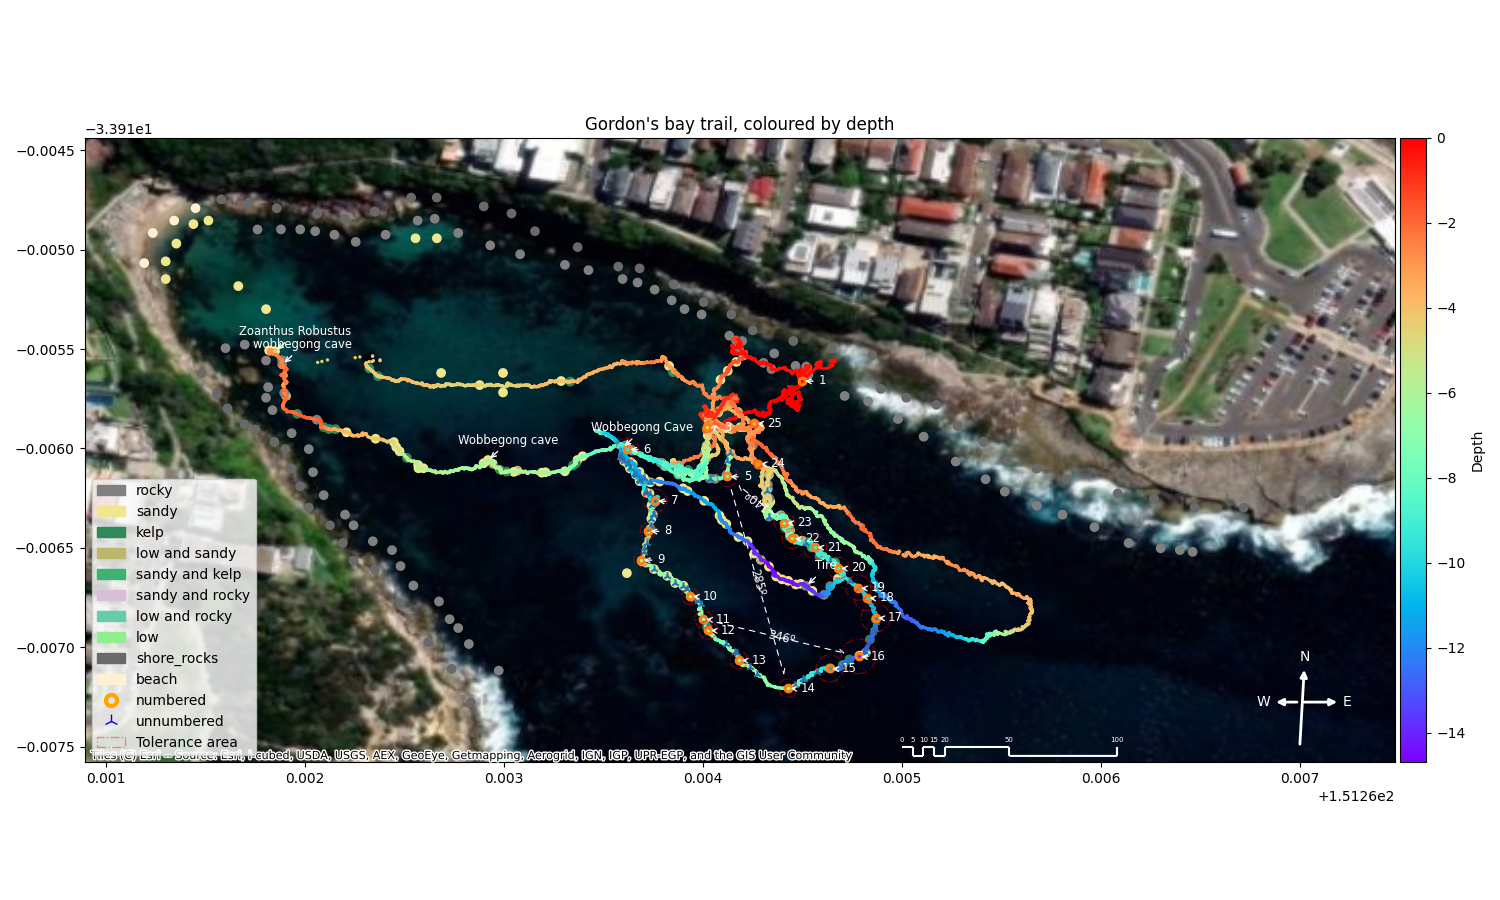 Gordon's bay trail, coloured by depth
−3.391e1
−0.0045
−0.0050
−0.0055
−0.0060
−0.0065
−0.0070
−0.0075
0.001
0.002
0.003
0.004
0.005
0.006
0.007
+1.5126e2
Zoanthus Robustus
wobbegong cave
Wobbegong cave
Wobbegong Cave
1
3
25
24
5
6
7
8
9
10
11
12
13
14
15
16
17
18
19
20
21
22
23
Tire
285º
346º
rocky
sandy
kelp
low and sandy
sandy and kelp
sandy and rocky
low and rocky
low
shore_rocks
beach
numbered
unnumbered
Tolerance area
Tiles (C) Esri -- Source: Esri, i-cubed, USDA, USGS, AEX, GeoEye, Getmapping, Aerogrid, IGN, IGP, UPR-EGP, and the GIS User Community
0 5 10 15 20 50 100
N
W E
0
−2
−4
−6
−8
−10
−12
−14
Depth